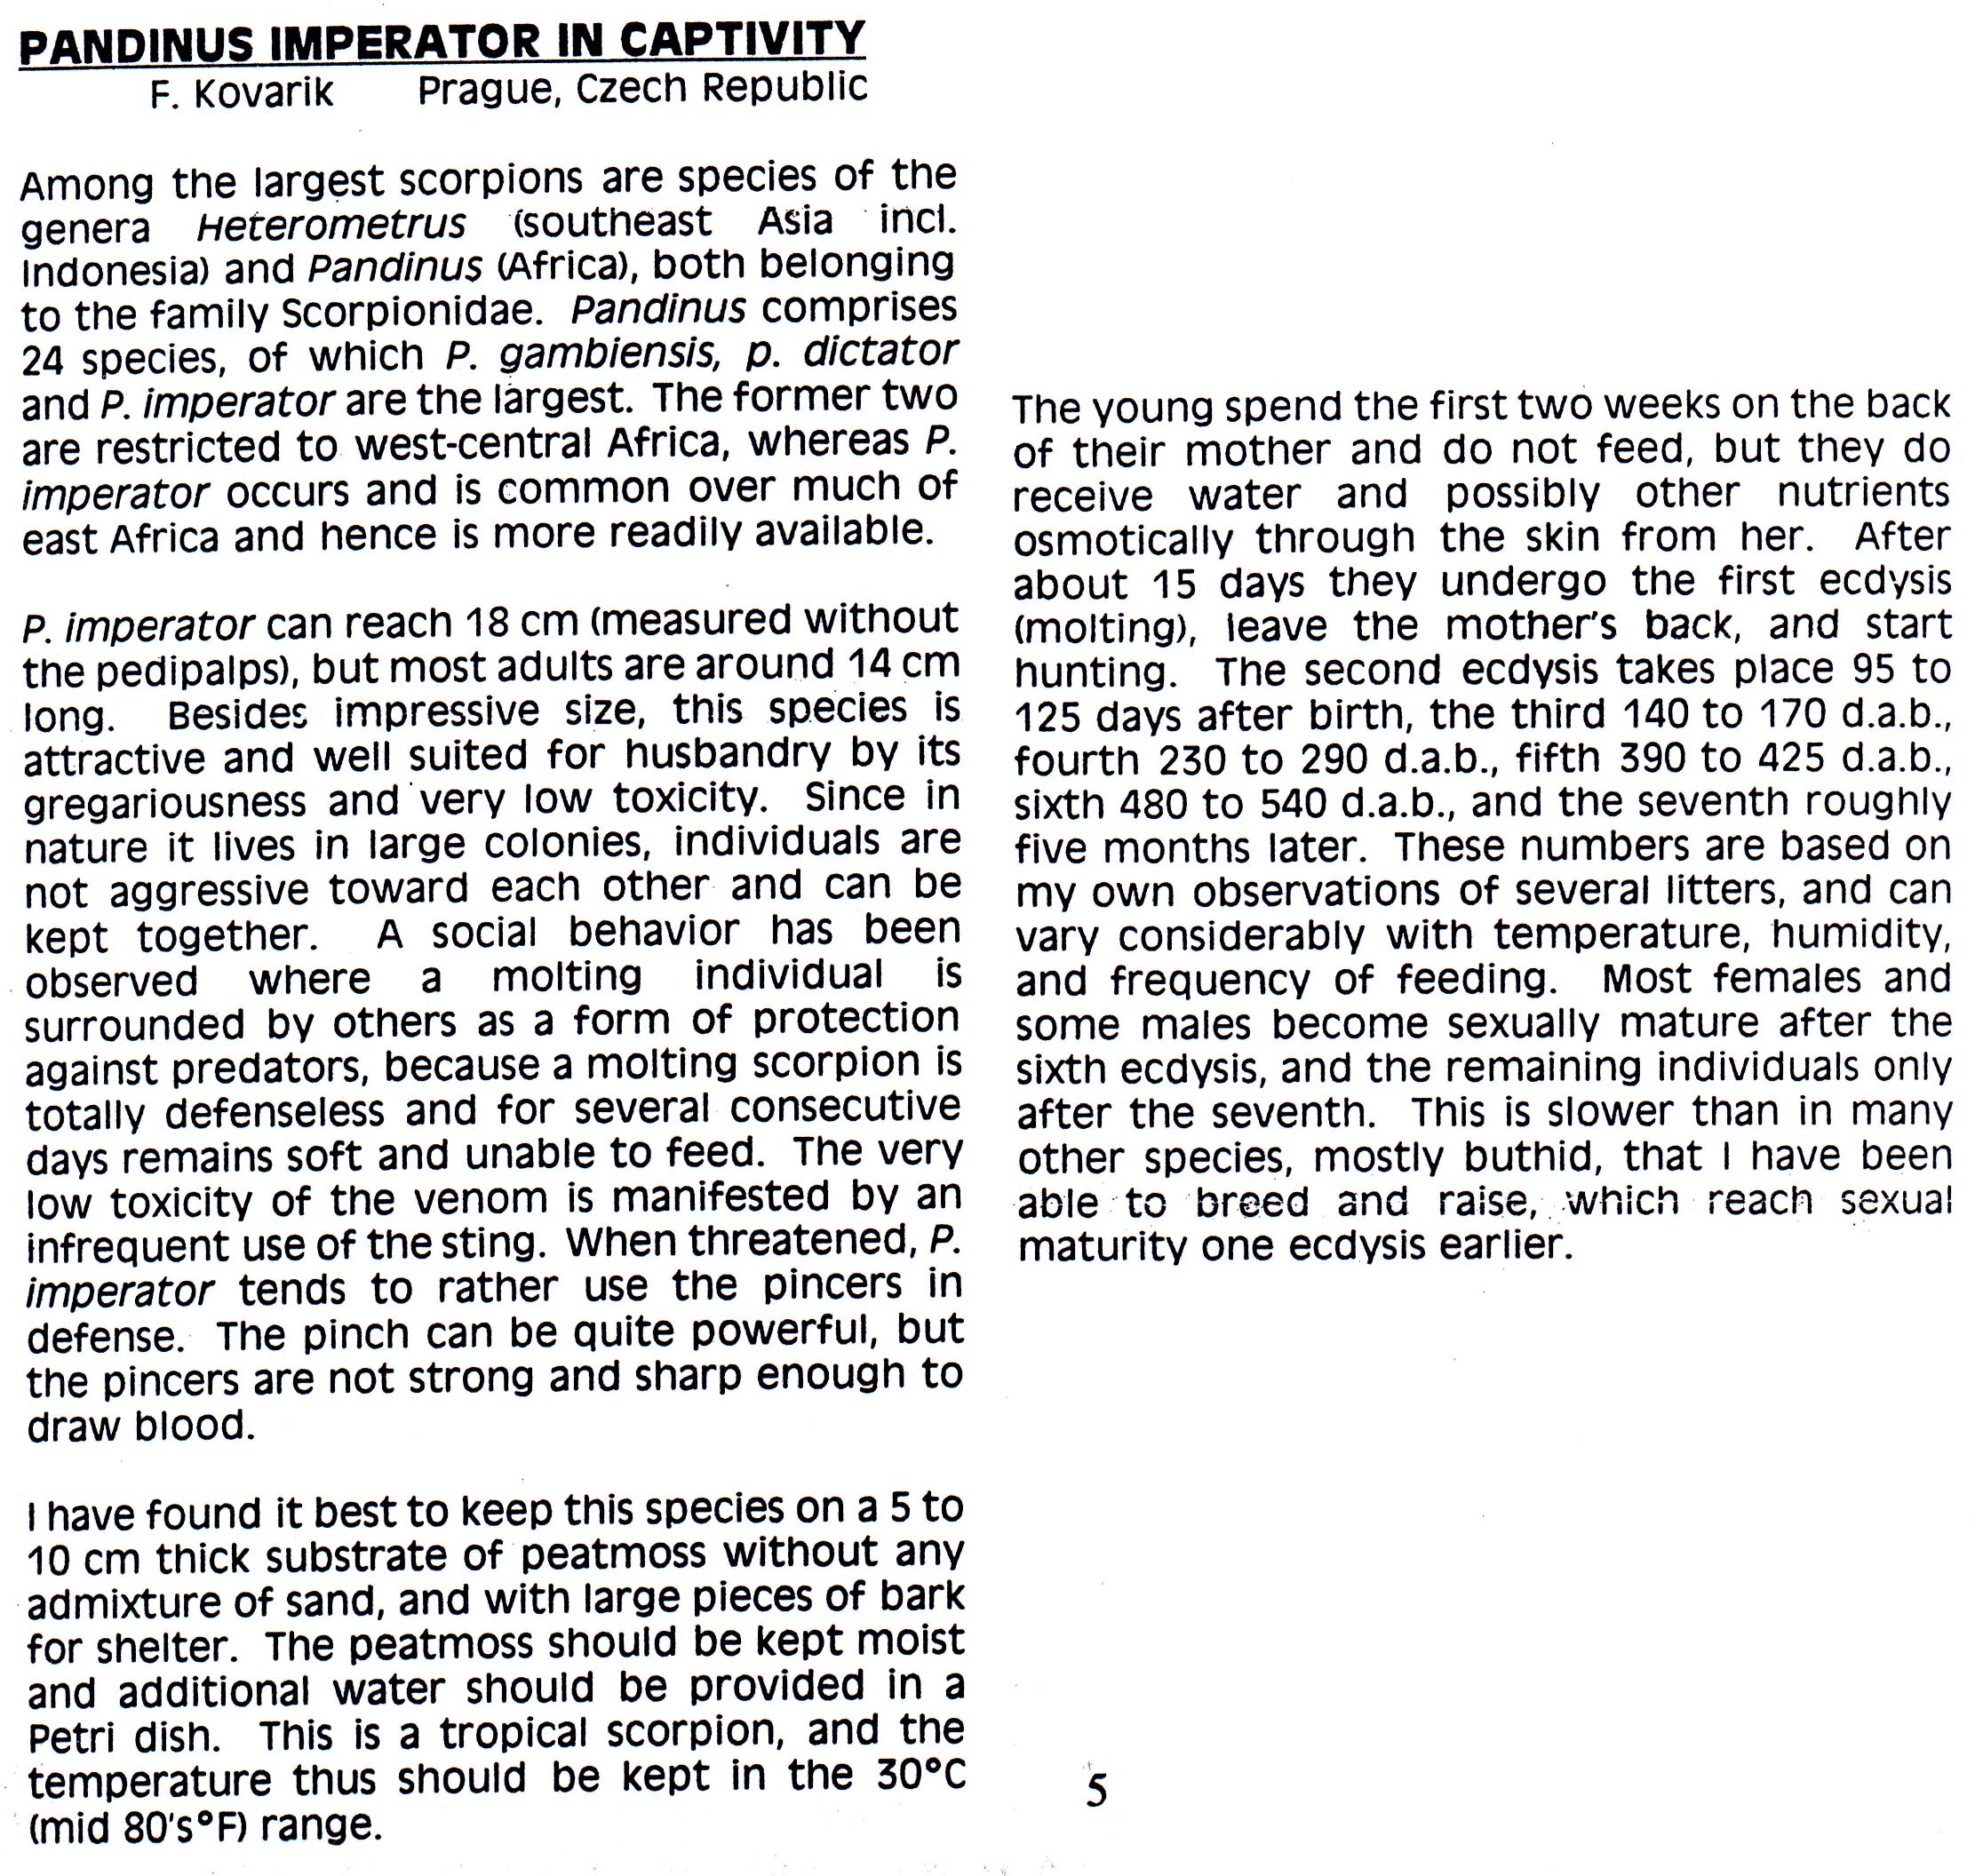 PANDINUS IMPERATOR IN CAPTIVITY
F. Kovarik Prague, Czech Republic
Among the largest scorpions are species of the
genera Heterometrus (southeast Asia incl.
Indonesia) and Pandinus (Africa), both belonging
to the family Scorpionidae. Pandinus comprises
24 species, of which P. gambiensis, p. dictator
and P. imperator are the largest. The former two
are restricted to west-central Africa, whereas P.
imperator occurs and is common over much of
east Africa and hence is more readily available.
P. imperator can reach 18 cm (measured without
the pedipalps), but most adults are around 14 cm
long. Besides impressive size, this species is
attractive and well suited for husbandry by its
gregariousness and very low toxicity. Since in
nature it lives in large colonies, individuals are
not aggressive toward each other and can be
kept together. A social behavior has been
observed where a molting individual is
surrounded by others as a form of protection
against predators, because a molting scorpion is
totally defenseless and for several consecutive
days remains soft and unable to feed. The very
low toxicity of the venom is manifested by an
infrequent use of the sting. When threatened, P.
imperator tends to rather use the pincers in
defense. The pinch can be quite powerful, but
the pincers are not strong and sharp enough to
draw blood.
I have found it best to keep this species on a 5 to
10 cm thick substrate of peatmoss without any
admixture of sand, and with large pieces of bark
for shelter. The peatmoss should be kept moist
and additional water should be provided in a
Petri dish. This is a tropical scorpion, and the
temperature thus should be kept in the 30°C
(mid 80's°F) range.
The young spend the first two weeks on the back
of their mother and do not feed, but they do
receive water and possibly other nutrients
osmotically through the skin from her. After
about 15 days they undergo the first ecdysis
(molting), leave the mother's back, and start
hunting. The second ecdysis takes place 95 to
125 days after birth, the third 140 to 170 d.a.b.,
fourth 230 to 290 d.a.b., fifth 390 to 425 d.a.b.,
sixth 480 to 540 d.a.b., and the seventh roughly
five months later. These numbers are based on
my own observations of several litters, and can
vary considerably with temperature, humidity,
and frequency of feeding. Most females and
some males become sexually mature after the
sixth ecdysis, and the remaining individuals only
after the seventh. This is slower than in many
other species, mostly buthid, that I have been
able to breed and raise, which reach sexual
maturity one ecdysis earlier.
5